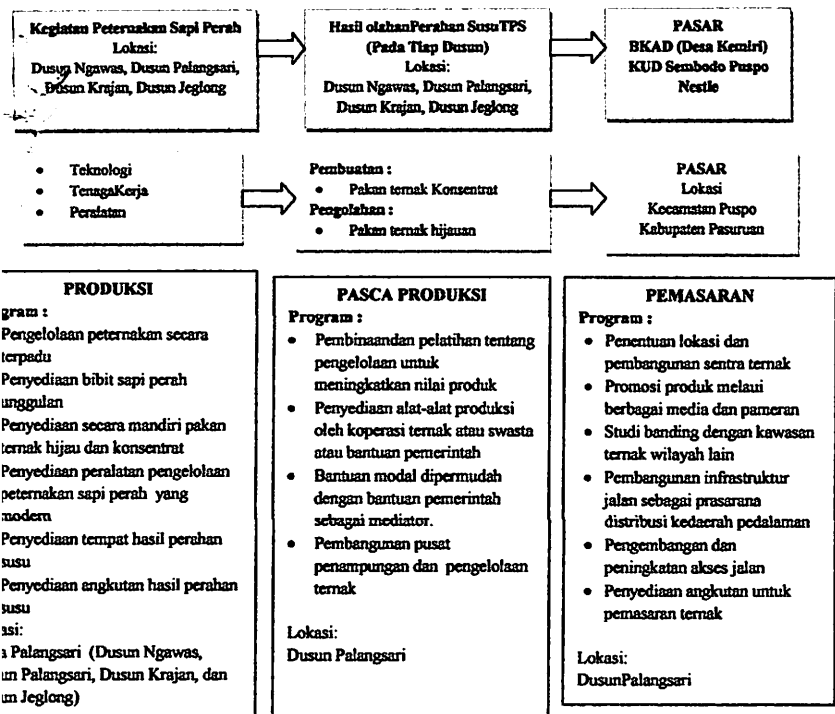 Kegiatan Peternakan Sapi Perah
Lokasi:
Dusun Ngawas, Dusun Palangsari,
Dusun Krajan, Dusun Jeglong
Hasil olahanPerahan SusuTPS
(Pada Tiap Dusun)
Lokasi:
Dusun Ngawas, Dusun Palangsari,
Dusun Krajan, Dusun Jeglong
PASAR
BKAD (Desa Kemiri)
KUD Sembodo Puspo
Nestle
• Teknologi
• TenagaKerja
• Peralatan
Pembuatan :
• Pakan ternak Konsentrat
Pengolahan :
• Pakan ternak hijauan
PASAR
Lokasi
Kecamatan Puspo
Kabupaten Pasuruan
PRODUKSI
gram :
Pengelolaan peternakan secara
terpadu
Penyediaan bibit sapi perah
unggulan
Penyediaan secara mandiri pakan
ternak hijau dan konsentrat
Penyediaan peralatan pengelolaan
peternakan sapi perah yang
modern
Penyediaan tempat hasil perahan
susu
Penyediaan angkutan hasil perahan
susu
asi:
a Palangsari (Dusun Ngawas,
un Palangsari, Dusun Krajan, dan
un Jeglong)
PASCA PRODUKSI
Program :
• Pembinaandan pelatihan tentang
pengelolaan untuk
meningkatkan nilai produk
• Penyediaan alat-alat produksi
oleh koperasi ternak atau swasta
atau bantuan pemerintah
• Bantuan modal dipermudah
dengan bantuan pemerintah
sebagai mediator.
• Pembangunan pusat
penampungan dan pengelolaan
ternak
Lokasi:
Dusun Palangsari
PEMASARAN
Program :
• Penentuan lokasi dan
pembangunan sentra ternak
• Promosi produk melaui
berbagai media dan pameran
• Studi banding dengan kawasan
ternak wilayah lain
• Pembangunan infrastruktur
jalan sebagai prasarana
distribusi kedaerah pedalaman
• Pengembangan dan
peningkatan akses jalan
• Penyediaan angkutan untuk
pemasaran ternak
Lokasi:
DusunPalangsari